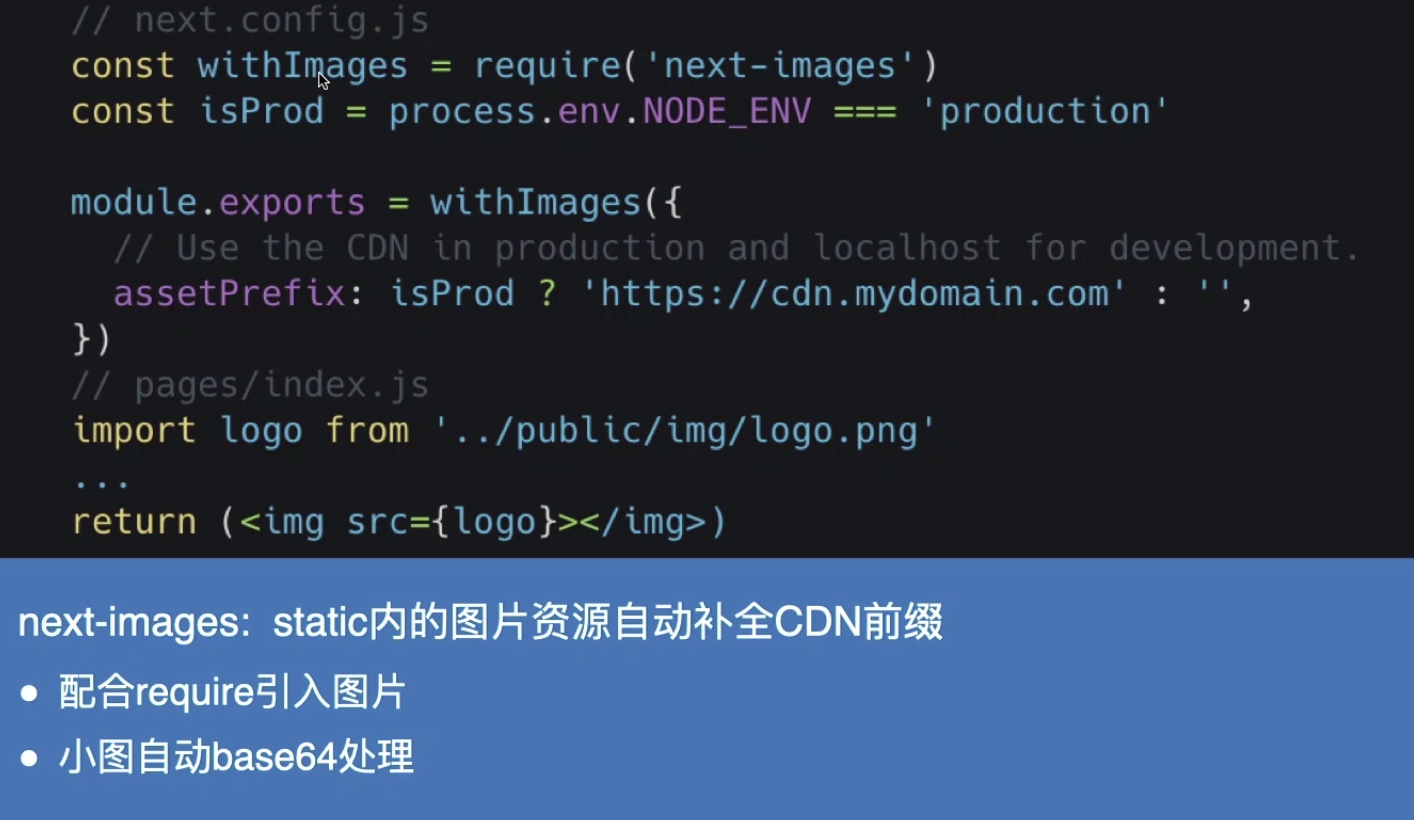 // next.config.js
const withImages = require('next-images')
const isProd = process.env.NODE_ENV === 'production'
module.exports = withImages({
// Use the CDN in production and localhost for development.
assetPrefix: isProd ? 'https://cdn.mydomain.com' : '',
})
// pages/index.js
import logo from '../public/img/logo.png'
...
return (<img src={logo}></img>)
next-images: static内的图片资源自动补全CDN前缀
● 配合require引入图片
● 小图自动base64处理